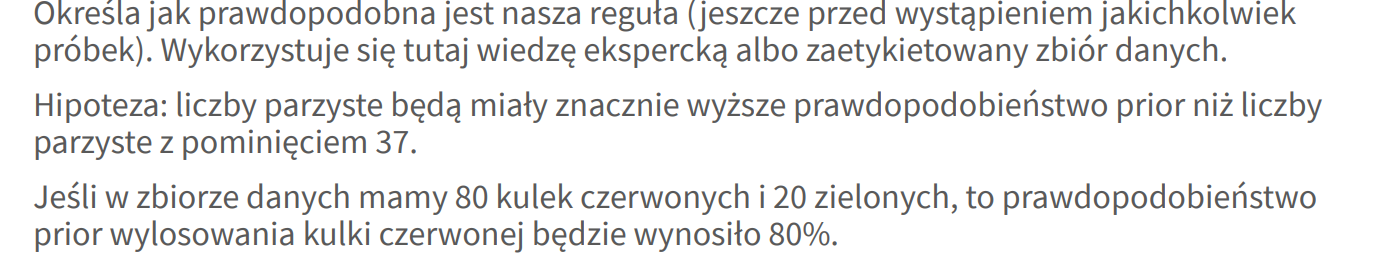 Określa jak prawdopodobna jest nasza reguła (jeszcze przed wystąpieniem jakichkolwiek
próbek). Wykorzystuje się tutaj wiedzę ekspercką albo zaetykietowany zbiór danych.
Hipoteza: liczby parzyste będą miały znacznie wyższe prawdopodobieństwo prior niż liczby
parzyste z pominięciem 37.
Jeśli w zbiorze danych mamy 80 kulek czerwonych i 20 zielonych, to prawdopodobieństwo
prior wylosowania kulki czerwonej będzie wynosiło 80%.